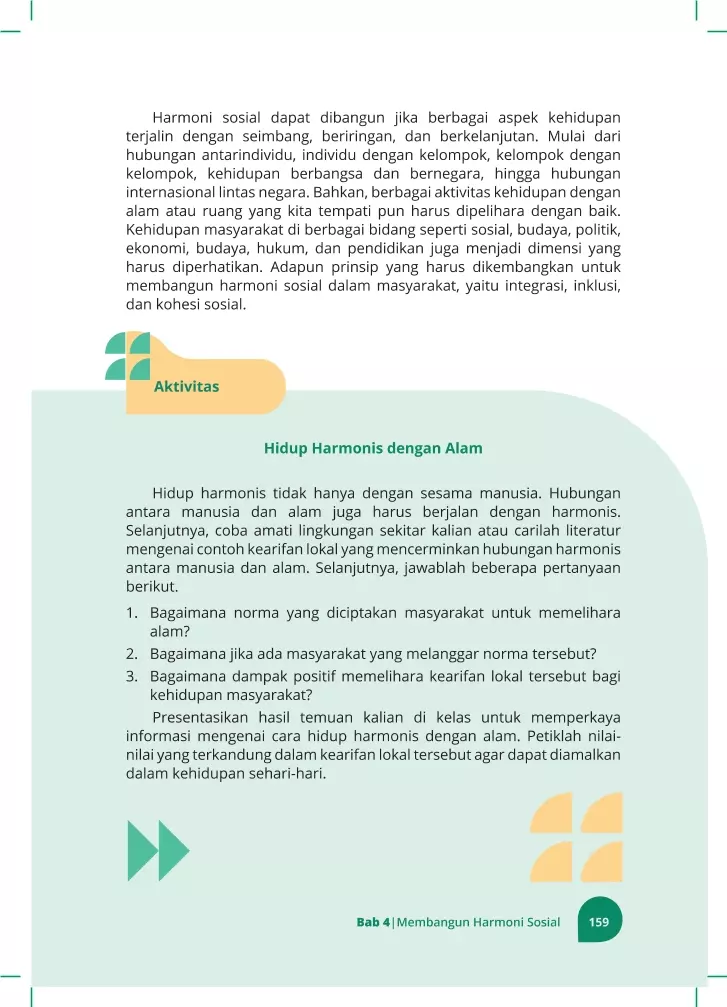 Harmoni sosial dapat dibangun jika berbagai aspek kehidupan
terjalin dengan seimbang, beriringan, dan berkelanjutan. Mulai dari
hubungan antarindividu, individu dengan kelompok, kelompok dengan
kelompok, kehidupan berbangsa dan bernegara, hingga hubungan
internasional lintas negara. Bahkan, berbagai aktivitas kehidupan dengan
alam atau ruang yang kita tempati pun harus dipelihara dengan baik.
Kehidupan masyarakat di berbagai bidang seperti sosial, budaya, politik,
ekonomi, budaya, hukum, dan pendidikan juga menjadi dimensi yang
harus diperhatikan. Adapun prinsip yang harus dikembangkan untuk
membangun harmoni sosial dalam masyarakat, yaitu integrasi, inklusi,
dan kohesi sosial.
Aktivitas
Hidup Harmonis dengan Alam
Hidup harmonis tidak hanya dengan sesama manusia. Hubungan
antara manusia dan alam juga harus berjalan dengan harmonis.
Selanjutnya, coba amati lingkungan sekitar kalian atau carilah literatur
mengenai contoh kearifan lokal yang mencerminkan hubungan harmonis
antara manusia dan alam. Selanjutnya, jawablah beberapa pertanyaan
berikut.
1. Bagaimana norma yang diciptakan masyarakat untuk memelihara
alam?
2. Bagaimana jika ada masyarakat yang melanggar norma tersebut?
3. Bagaimana dampak positif memelihara kearifan lokal tersebut bagi
kehidupan masyarakat?
Presentasikan hasil temuan kalian di kelas untuk memperkaya
informasi mengenai cara hidup harmonis dengan alam. Petiklah nilai-
nilai yang terkandung dalam kearifan lokal tersebut agar dapat diamalkan
dalam kehidupan sehari-hari.
Bab 4|Membangun Harmoni Sosial 159